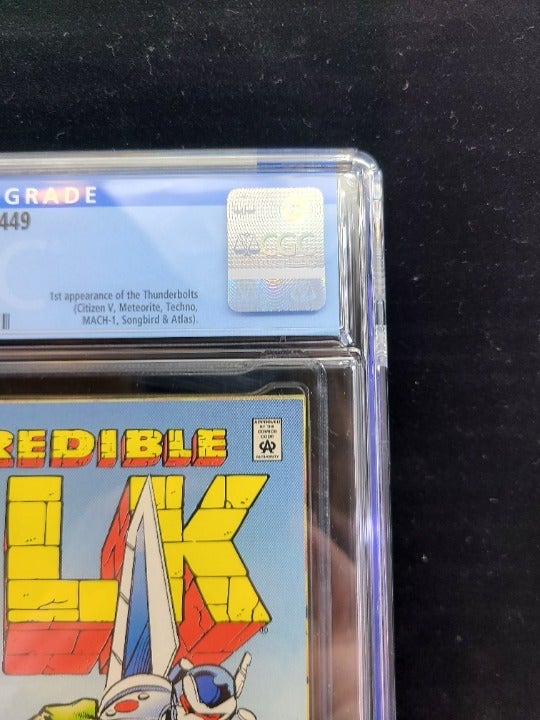 GRADE
449
CGC
1st appearance of the Thunderbolts
(Citizen V, Meteorite, Techno,
MACH-1, Songbird & Atlas).
REDIBLE
APPROVED
BY THE
COMICS
CODE
CA
AUTHORITY
LK